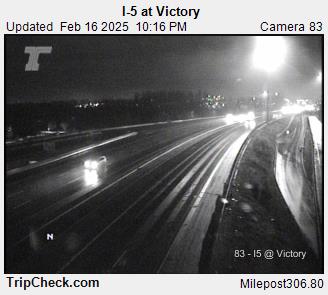 I-5 at Victory
Updated Feb 16 2025 10:16 PM Camera 83
T
N
83 - I5 @ Victory
TripCheck.com Milepost306.80